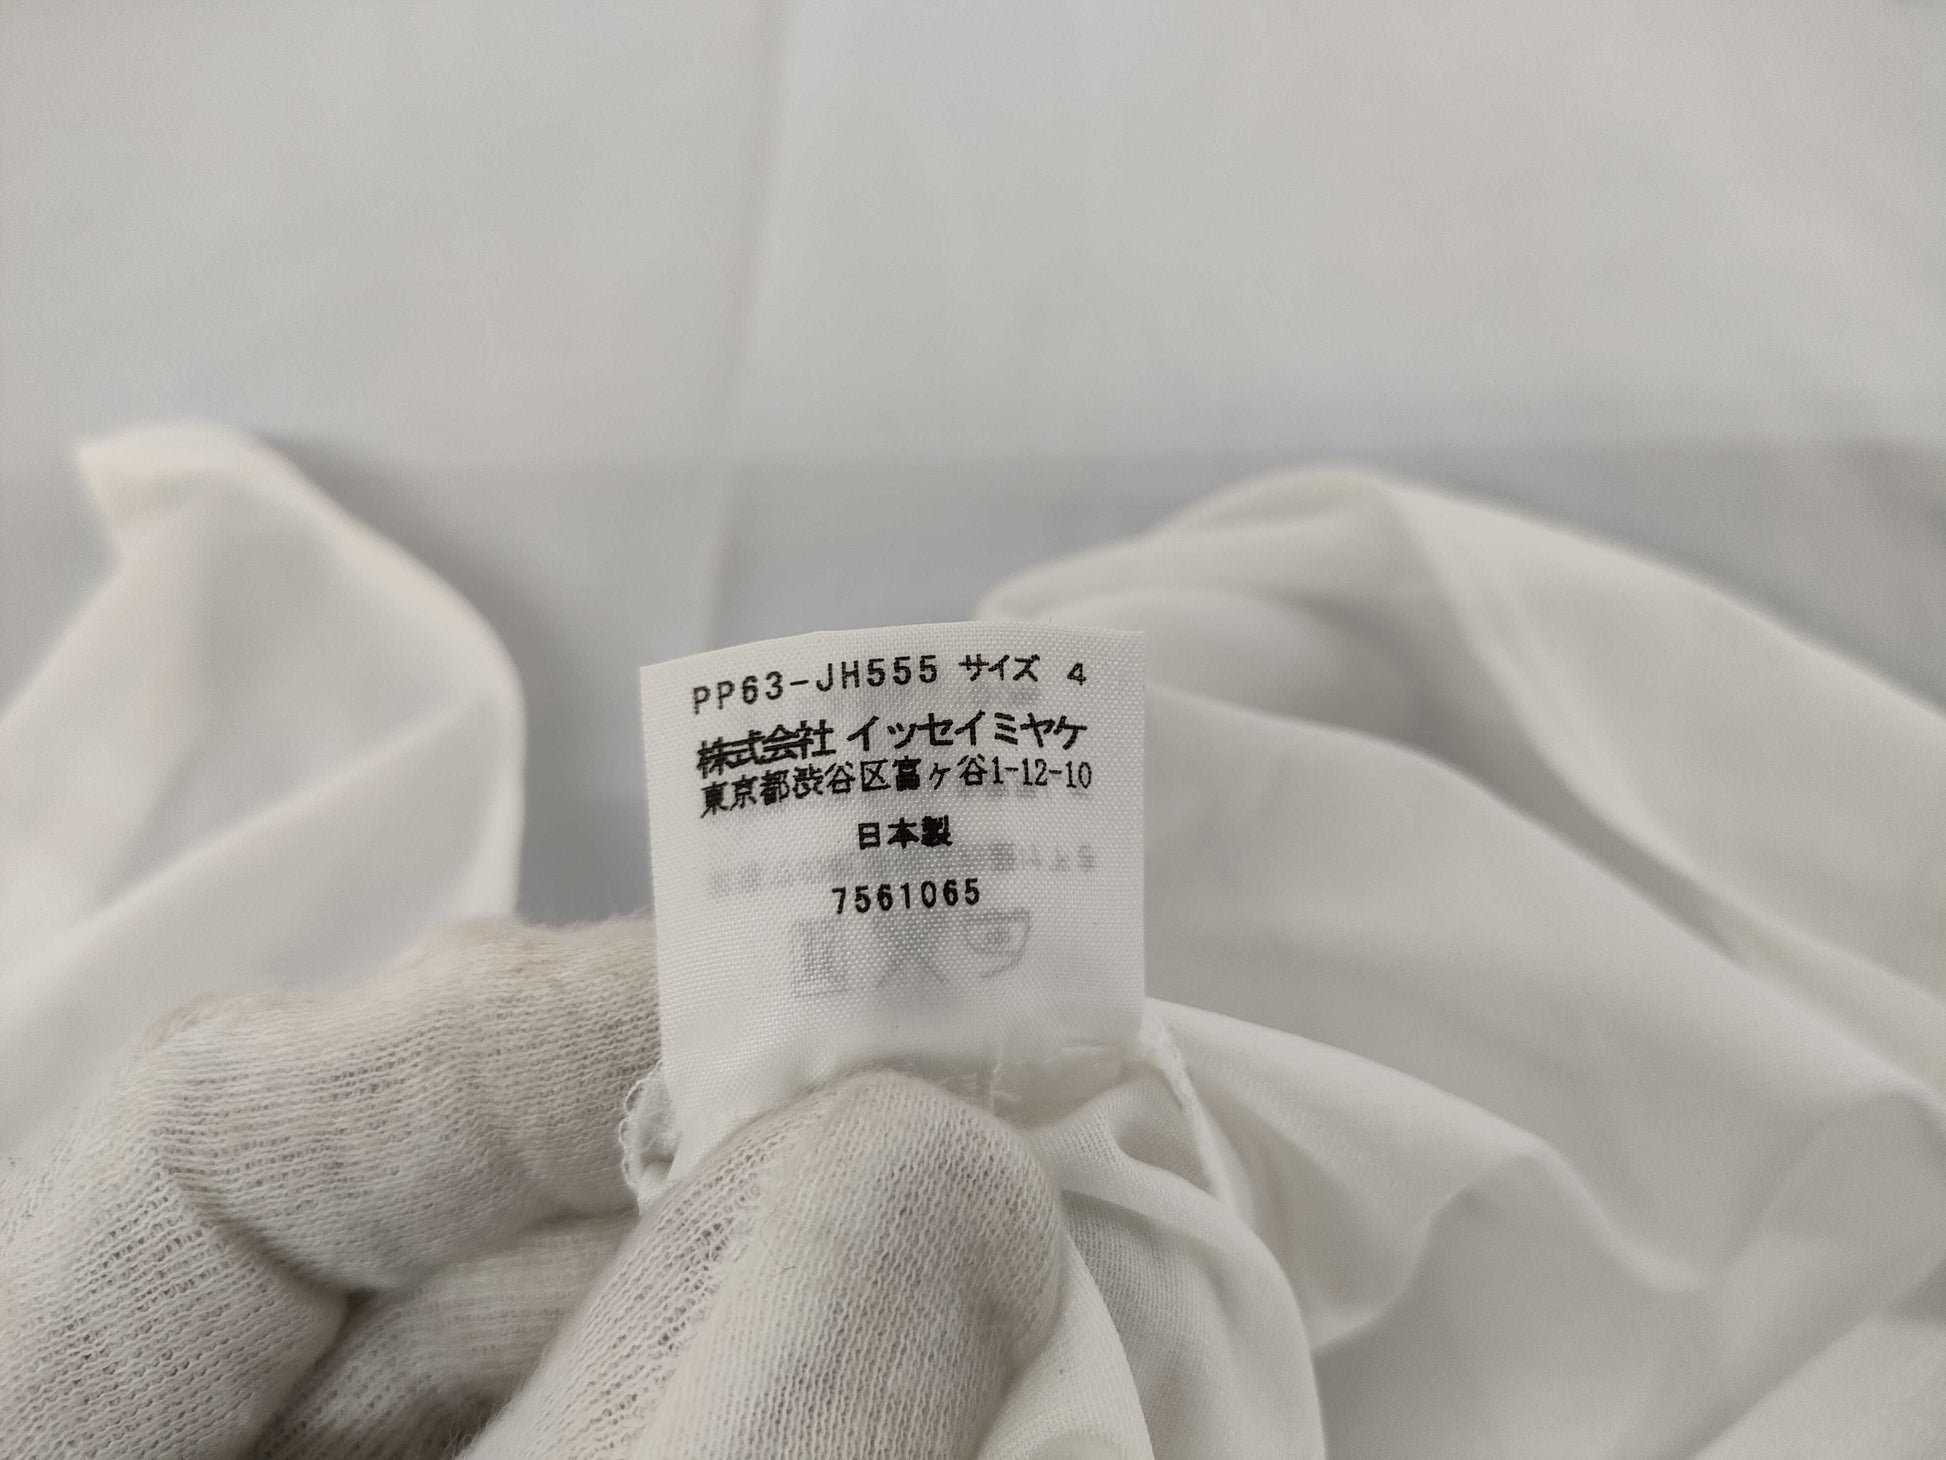 PP63-JH555 サイズ 4
株式会社 イッセイミヤケ
東京都渋谷区富ヶ谷1-12-10
日本製
7561065